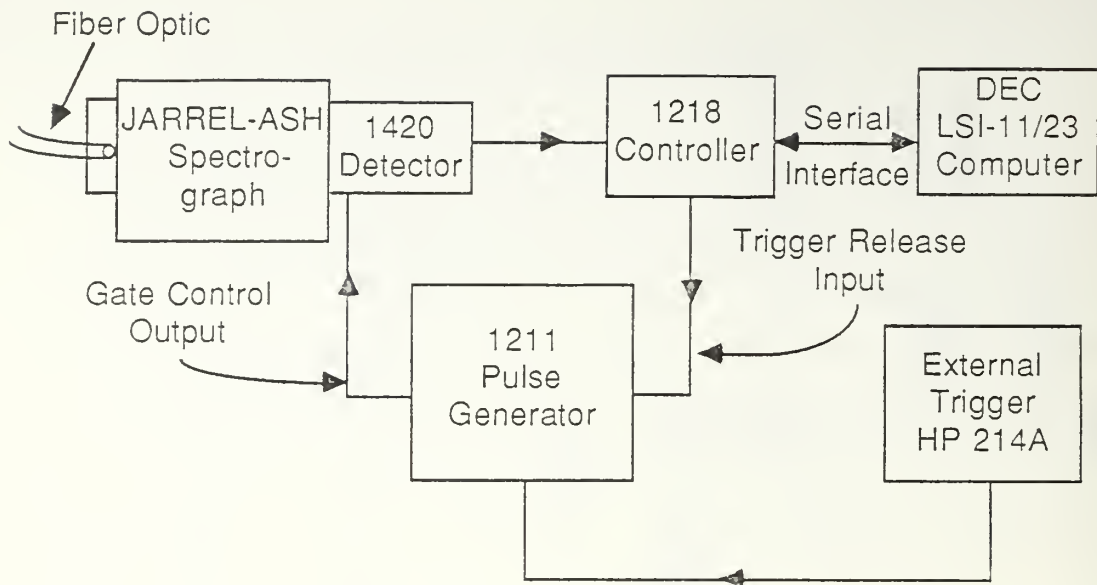 Fiber Optic
JARREL-ASH
Spectro-
graph
1420
Detector
1218
Controller
Serial
Interface
DEC
LSI-11/23
Computer
Gate Control
Output
1211
Pulse
Generator
Trigger Release
Input
External
Trigger
HP 214A